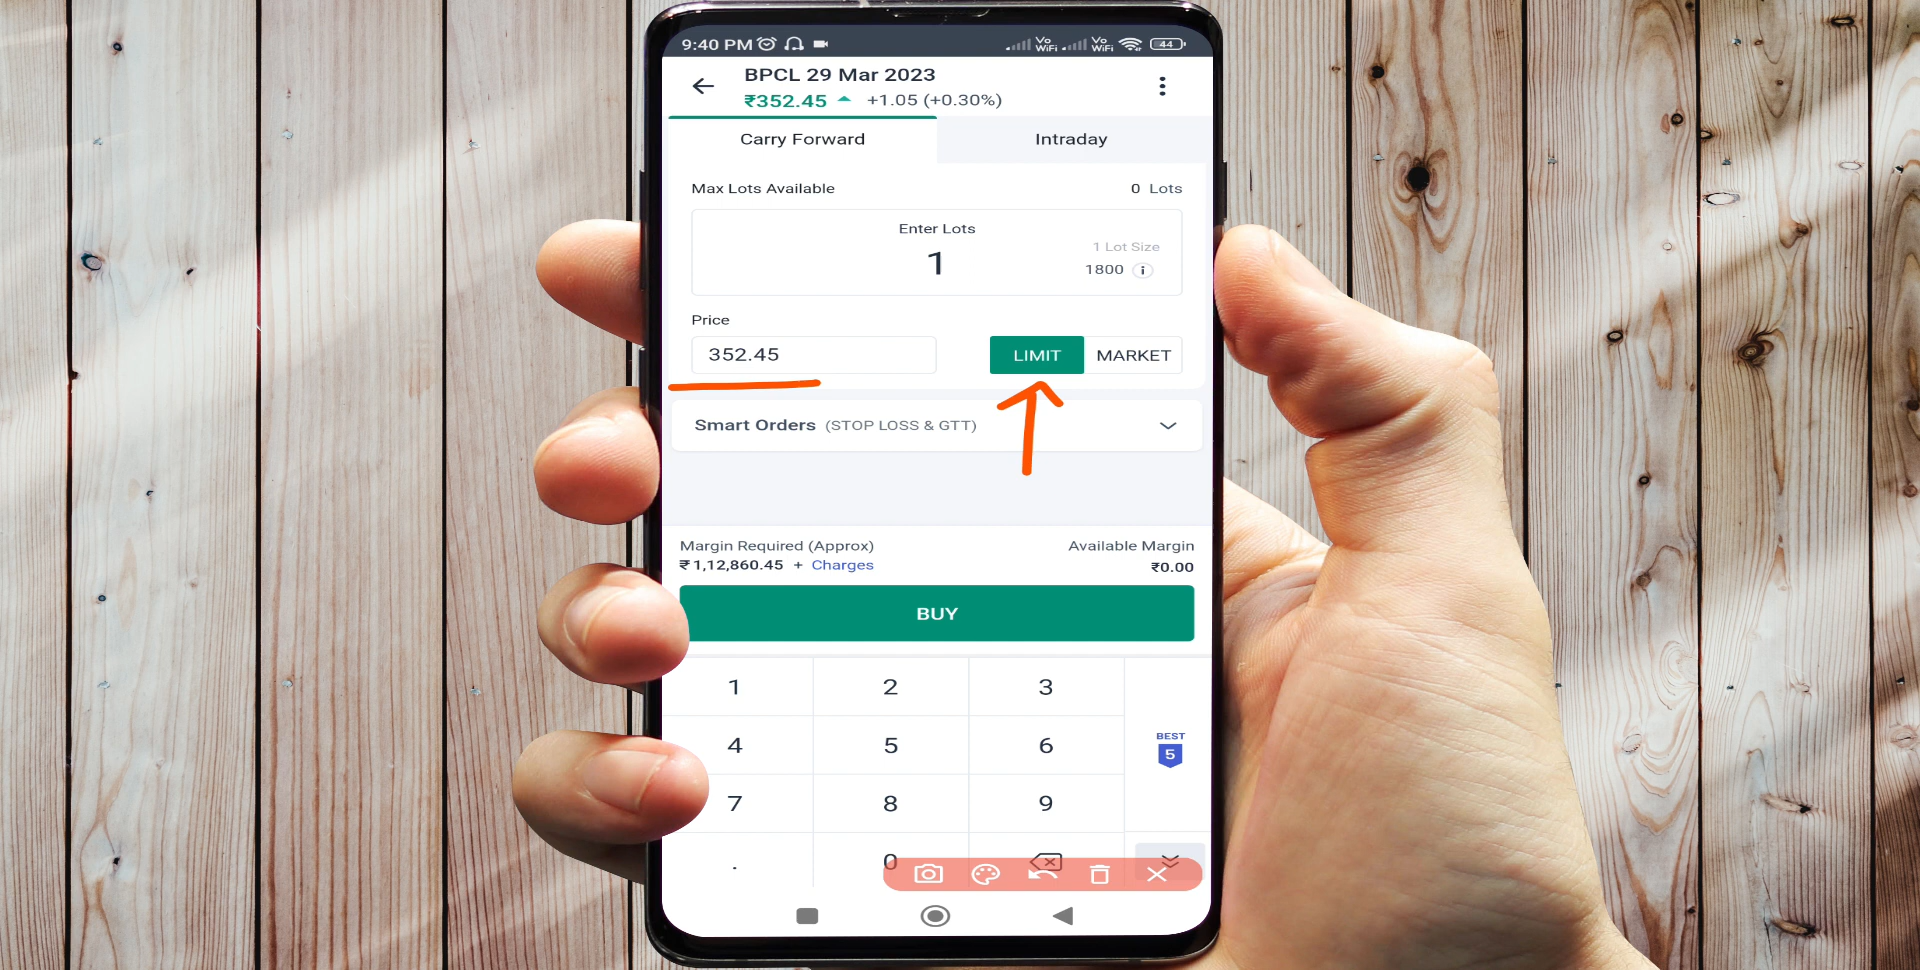 9:40 PM
Vo WiFi Vo WiFi 44
BPCL 29 Mar 2023
₹352.45 +1.05 (+0.30%)
Carry Forward Intraday
Max Lots Available 0 Lots
Enter Lots
1 Lot Size
1
1800
Price
352.45 LIMIT MARKET
Smart Orders (STOP LOSS & GTT)
Margin Required (Approx) Available Margin
₹1,12,860.45 + Charges ₹0.00
BUY
1 2 3
4 5 6
BEST
5
7 8 9
. 0